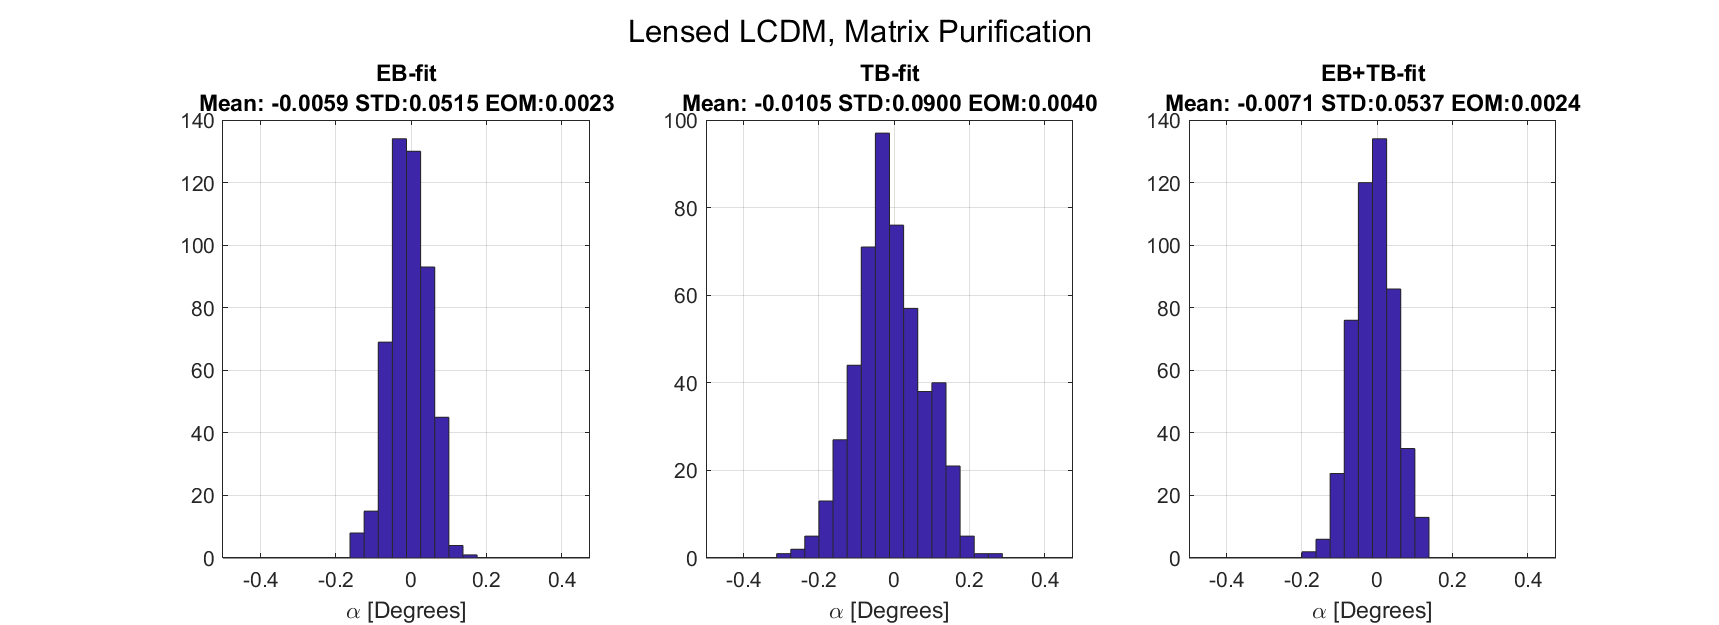 Lensed LCDM, Matrix Purification
EB-fit
Mean: -0.0059 STD:0.0515 EOM:0.0023
140
120
100
80
60
40
20
0
-0.4 -0.2 0 0.2 0.4
α [Degrees]
TB-fit
Mean: -0.0105 STD:0.0900 EOM:0.0040
100
80
60
40
20
0
-0.4 -0.2 0 0.2 0.4
α [Degrees]
EB+TB-fit
Mean: -0.0071 STD:0.0537 EOM:0.0024
140
120
100
80
60
40
20
0
-0.4 -0.2 0 0.2 0.4
α [Degrees]